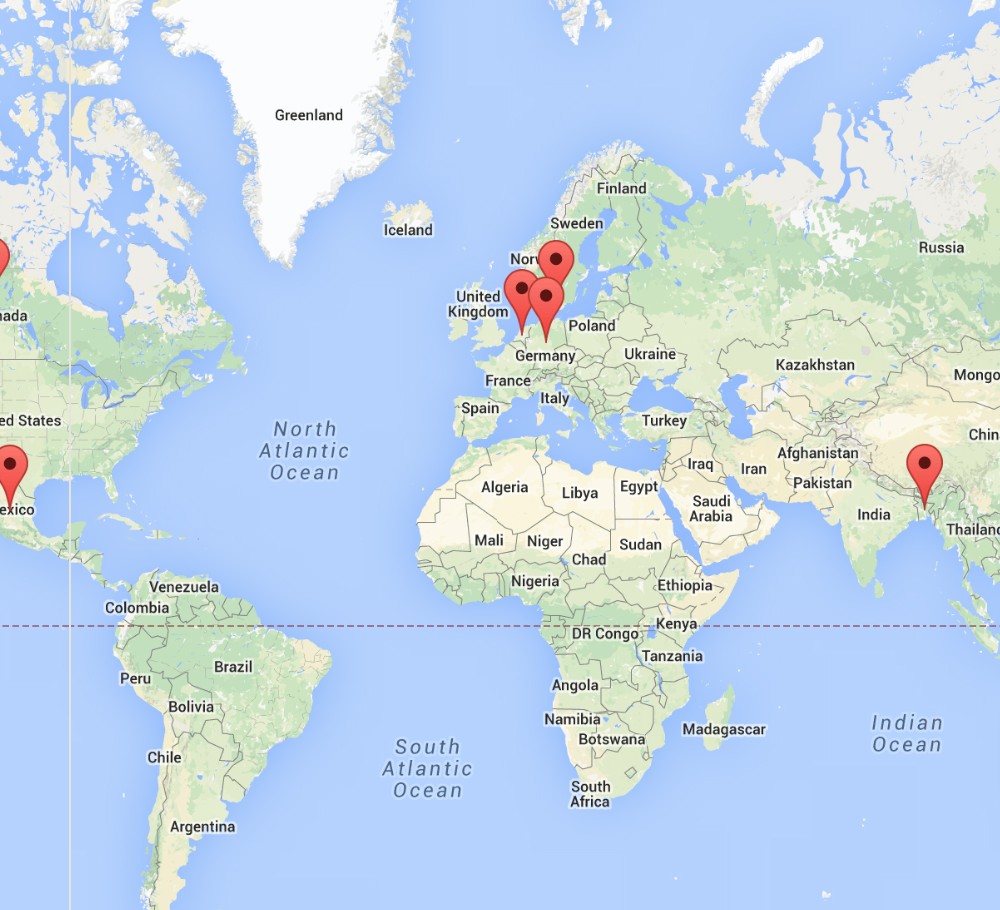 Greenland
Finland
Iceland
Sweden
Russia
Norw
United
Kingdom
nada
Poland
Germany
Ukraine
Kazakhstan
Mongo
France
Italy
Spain
ed States
Turkey
Chin
North
Atlantic
Ocean
Afghanistan
Iraq
Iran
Pakistan
Algeria
Libya
Egypt
Saudi
Arabia
exico
India
Thailand
Mali
Niger
Sudan
Chad
Nigeria
Ethiopia
Venezuela
Colombia
Kenya
DR Congo
Tanzania
Brazil
Peru
Angola
Bolivia
Namibia
Madagascar
Botswana
Indian
Ocean
South
Atlantic
Ocean
Chile
South
Africa
Argentina